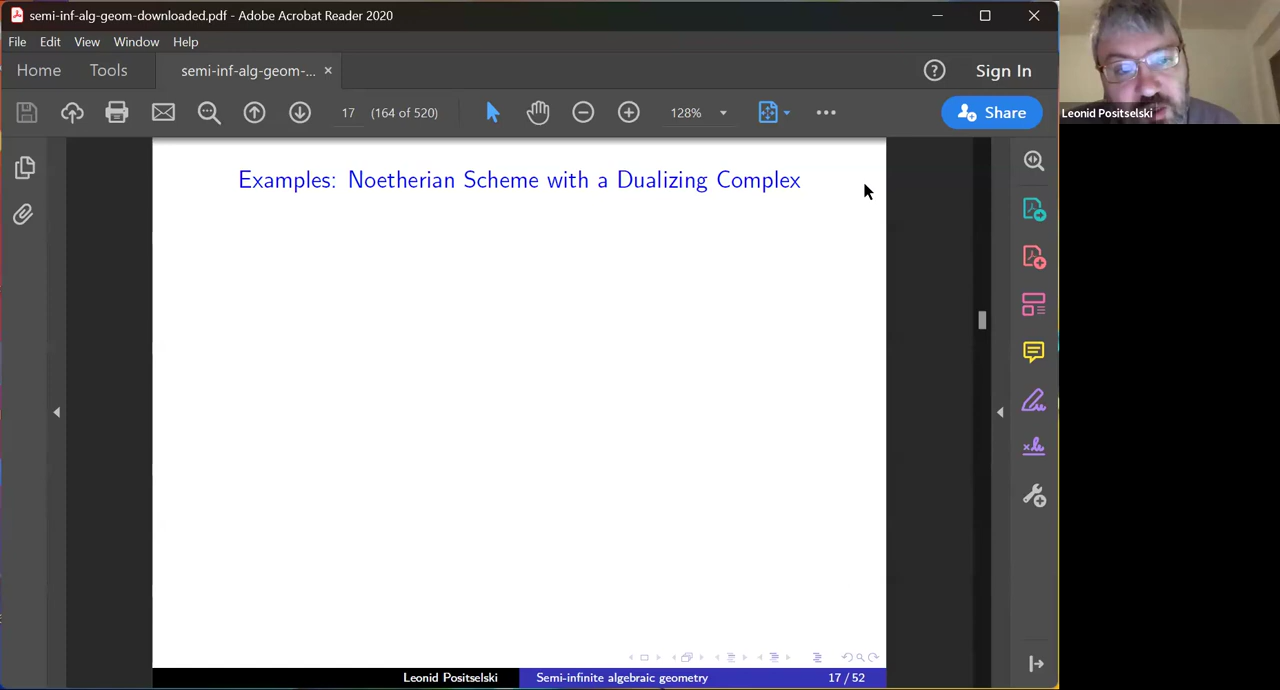 semi-inf-alg-geom-downloaded.pdf - Adobe Acrobat Reader 2020
File Edit View Window Help
Home Tools semi-inf-alg-geom-... × ? Sign In
17 (164 of 520) 128% Share
Leonid Positselski
Examples: Noetherian Scheme with a Dualizing Complex
Leonid Positselski Semi-infinite algebraic geometry 17 / 52